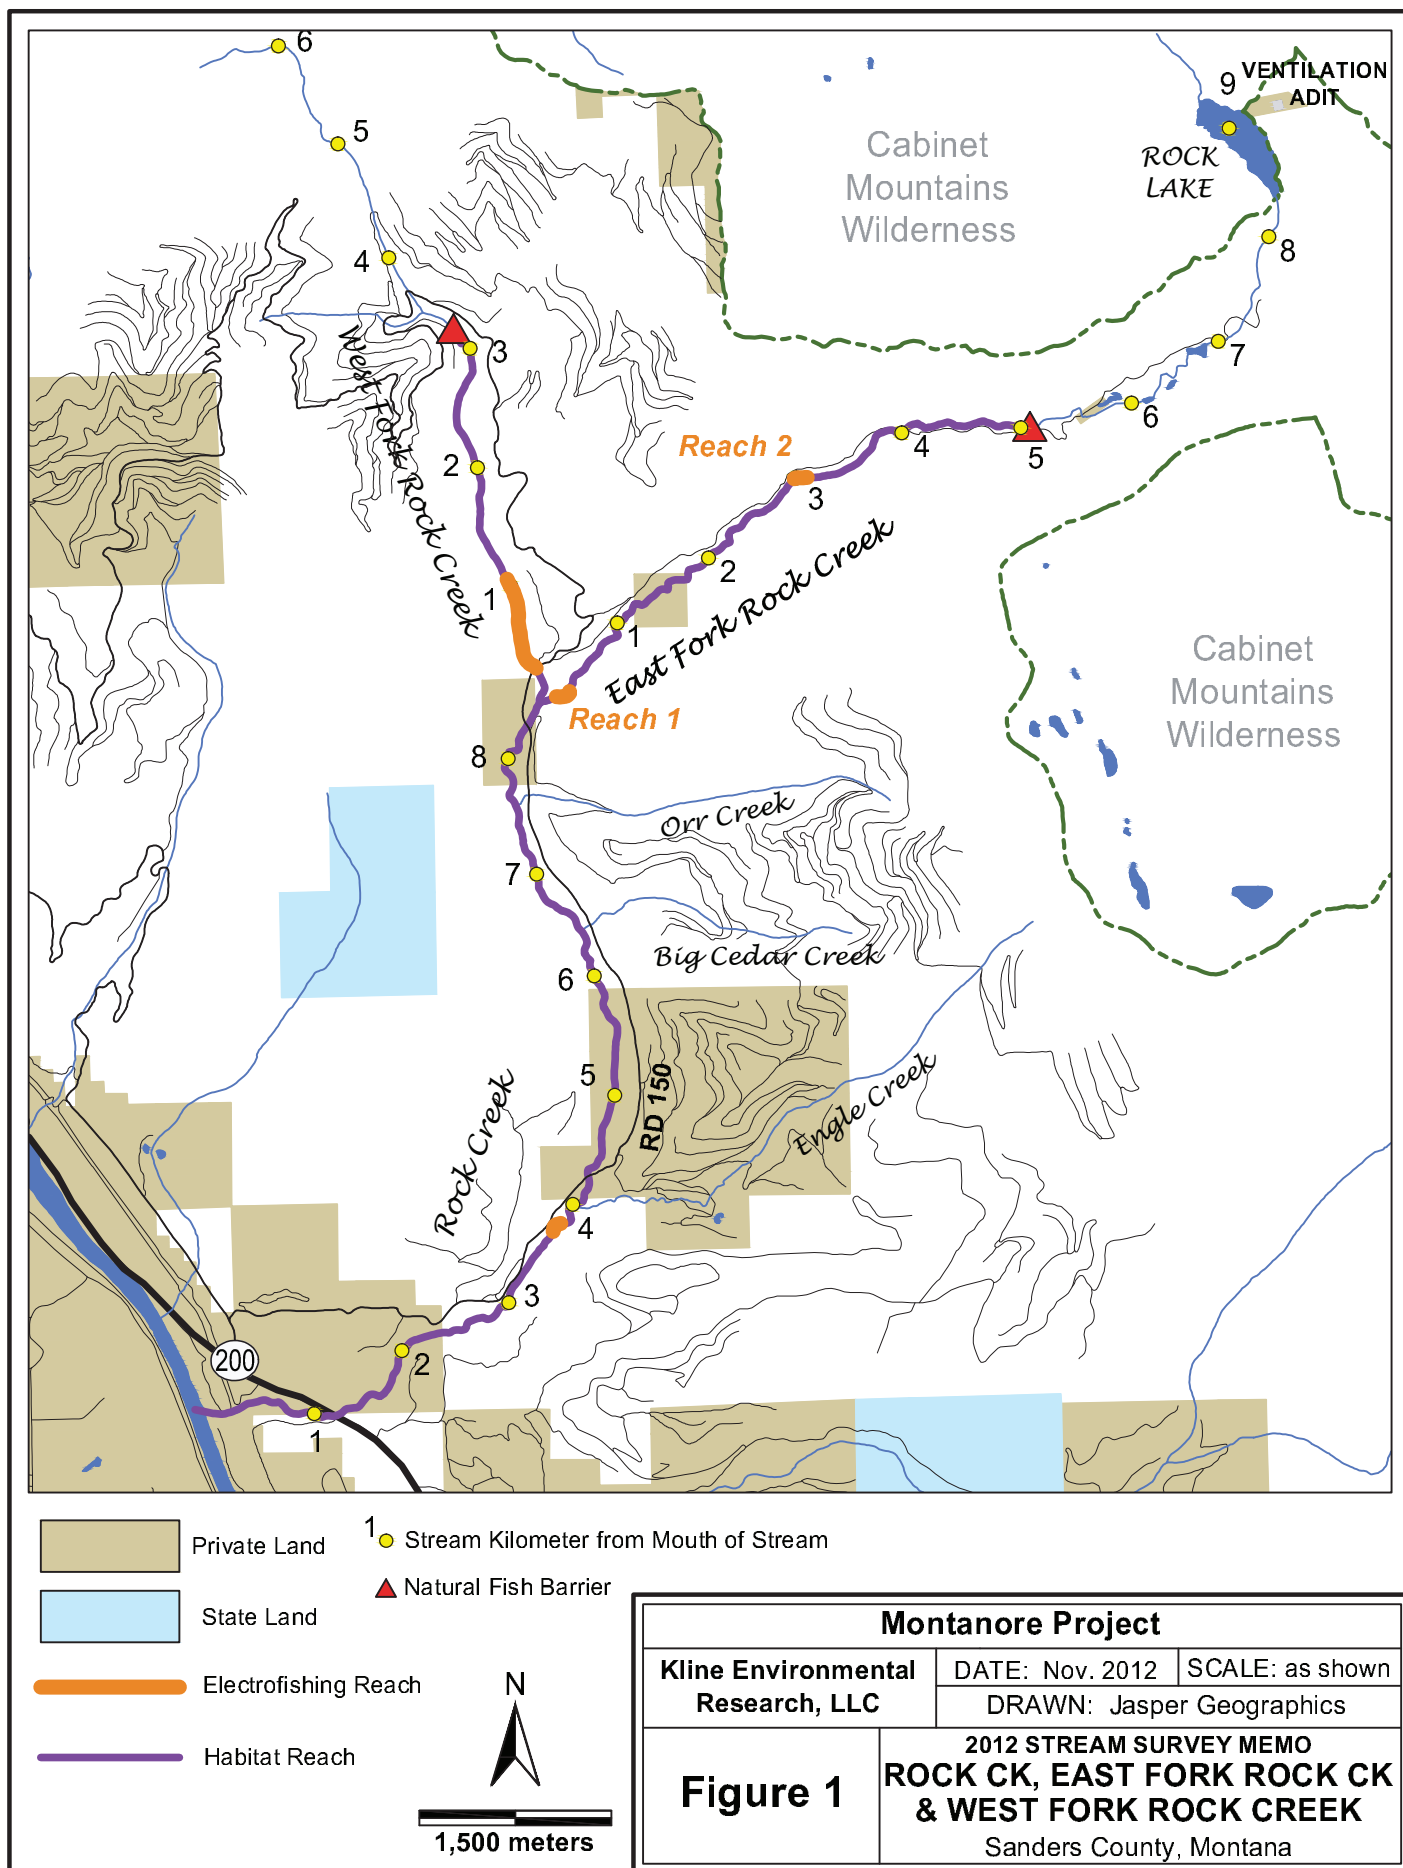 6
5
4
3
2
1
West Fork Rock Creek
Cabinet
Mountains
Wilderness
9
VENTILATION
ADIT
ROCK
LAKE
8
7
6
5
4
3
2
1
Reach 2
East Fork Rock Creek
Reach 1
Cabinet
Mountains
Wilderness
8
Orr Creek
7
Big Cedar Creek
6
5
RD 150
Engle Creek
Rock Creek
4
3
2
200
1
Private Land
State Land
Electrofishing Reach
Habitat Reach
1 Stream Kilometer from Mouth of Stream
Natural Fish Barrier
N
1,500 meters
Montanore Project
Kline Environmental
Research, LLC
DATE: Nov. 2012
SCALE: as shown
DRAWN: Jasper Geographics
Figure 1
2012 STREAM SURVEY MEMO
ROCK CK, EAST FORK ROCK CK
& WEST FORK ROCK CREEK
Sanders County, Montana